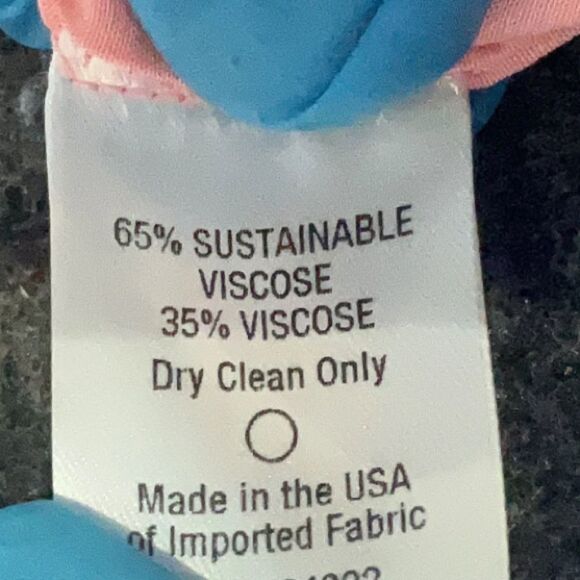 65% SUSTAINABLE
VISCOSE
35% VISCOSE
Dry Clean Only
Made in the USA
of Imported Fabric